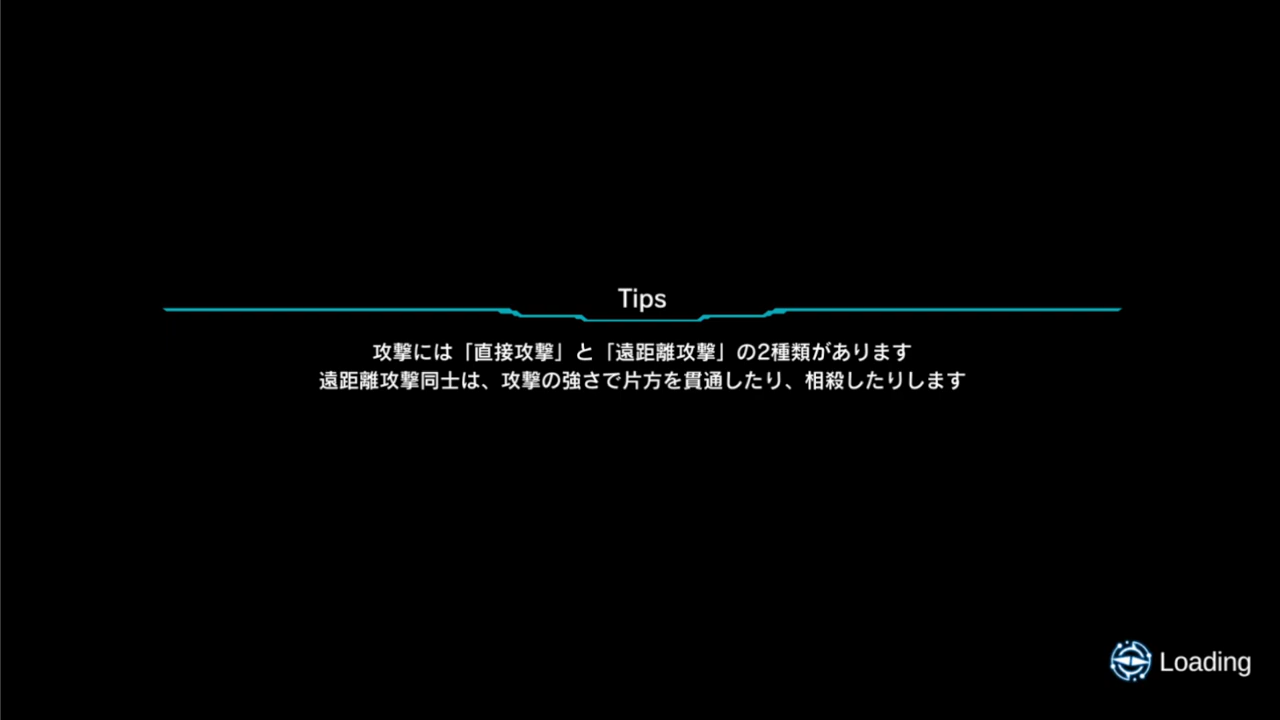 Tips
攻撃には「直接攻撃」と「遠距離攻撃」の2種類があります
遠距離攻撃同士は、攻撃の強さで片方を貫通したり、相殺したりします
Loading